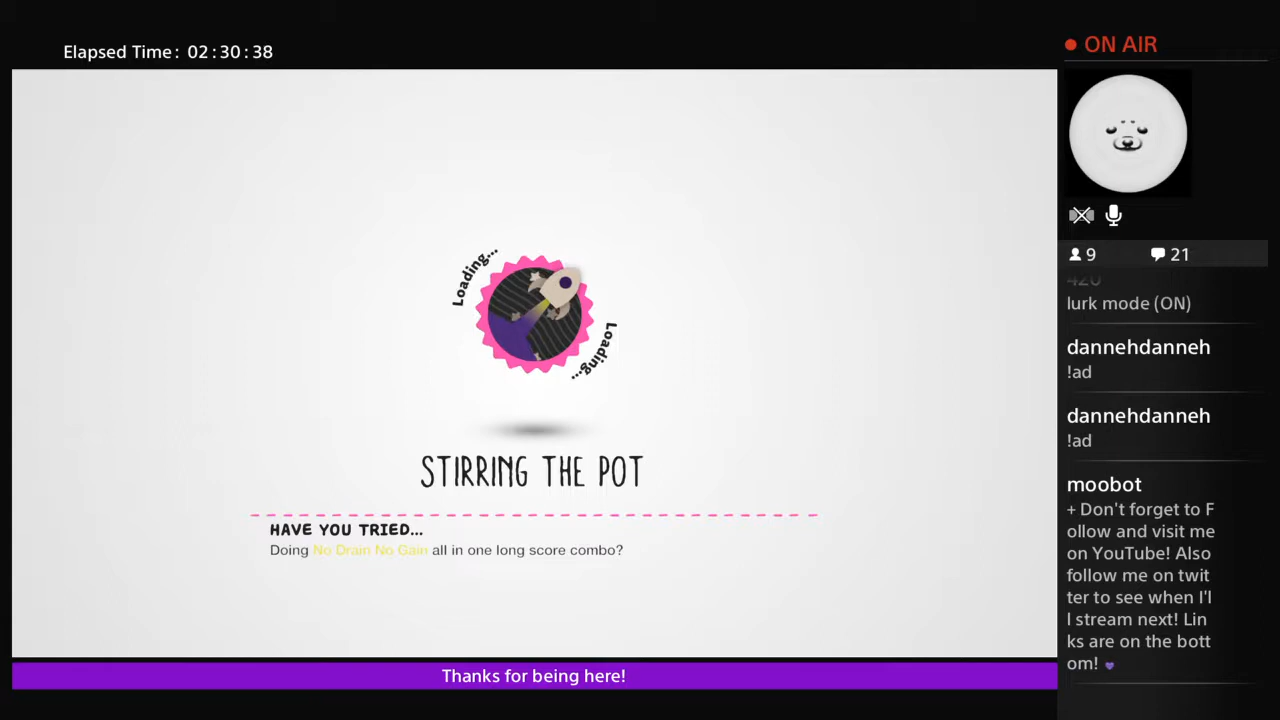 Elapsed Time: 02:30:38
ON AIR
9
21
420
lurk mode (ON)
dannehdanneh
!ad
dannehdanneh
!ad
moobot
+ Don't forget to F
ollow and visit me
on YouTube! Also
follow me on twit
ter to see when I'l
l stream next! Lin
ks are on the bott
om!
Loading...
Loading...
STIRRING THE POT
HAVE YOU TRIED...
Doing No Drain No Gain all in one long score combo?
Thanks for being here!